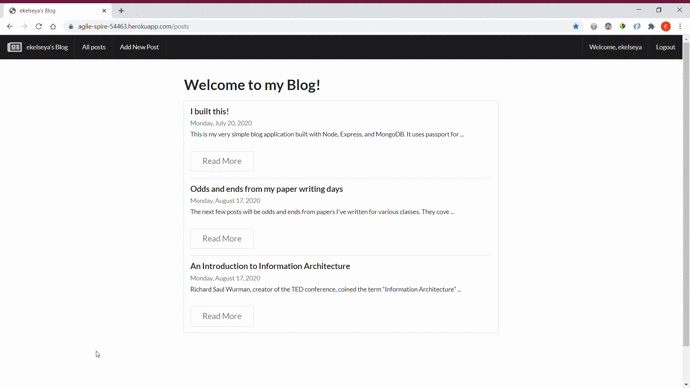 ekelseya's Blog
agile-spire-54463.herokuapp.com/posts
ekelseya's Blog
All posts
Add New Post
Welcome, ekelseya
Logout
Welcome to my Blog!
I built this!
Monday, July 20, 2020
This is my very simple blog application built with Node, Express, and MongoDB. It uses passport for ...
Read More
Odds and ends from my paper writing days
Monday, August 17, 2020
The next few posts will be odds and ends from papers I've written for various classes. They cove ...
Read More
An Introduction to Information Architecture
Monday, August 17, 2020
Richard Saul Wurman, creator of the TED conference, coined the term "Information Architecture" ...
Read More